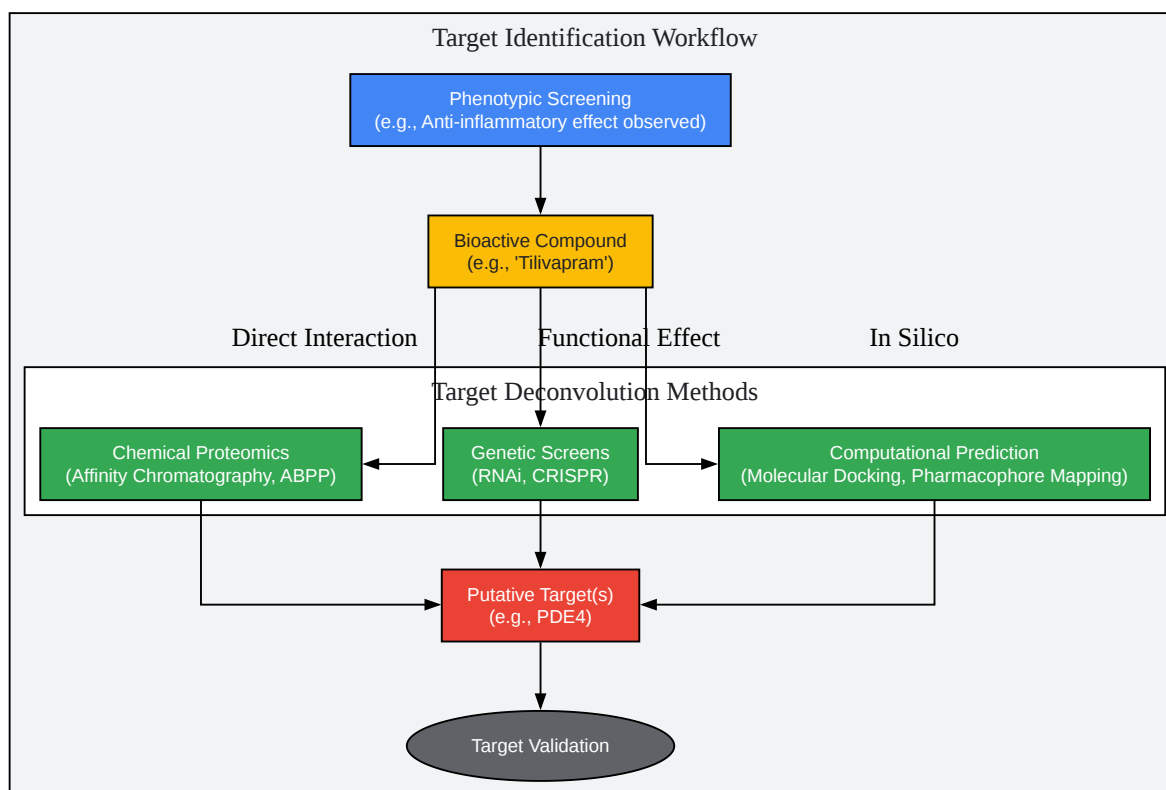 Target Identification Workflow
Phenotypic Screening
(e.g., Anti-inflammatory effect observed)
Bioactive Compound
(e.g., 'Tilivapram')
Direct Interaction
Functional Effect
In Silico
Target Deconvolution Methods
Chemical Proteomics
(Affinity Chromatography, ABPP)
Genetic Screens
(RNAi, CRISPR)
Computational Prediction
(Molecular Docking, Pharmacophore Mapping)
Putative Target(s)
(e.g., PDE4)
Target Validation